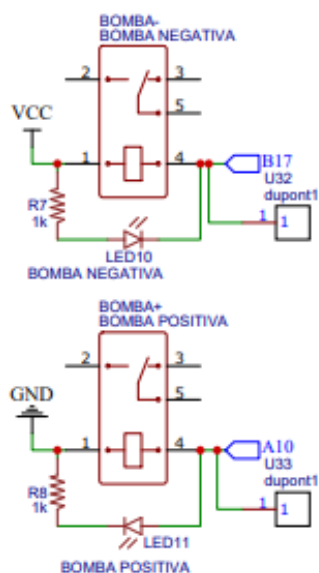 BOMBA-
BOMBA NEGATIVA
2
3
5
VCC
1
4
B17
U32
dupont1
1
1
R7
1k
LED10
BOMBA NEGATIVA
BOMBA+
BOMBA POSITIVA
2
3
5
GND
1
4
A10
U33
dupont1
1
1
R8
1k
LED11
BOMBA POSITIVA